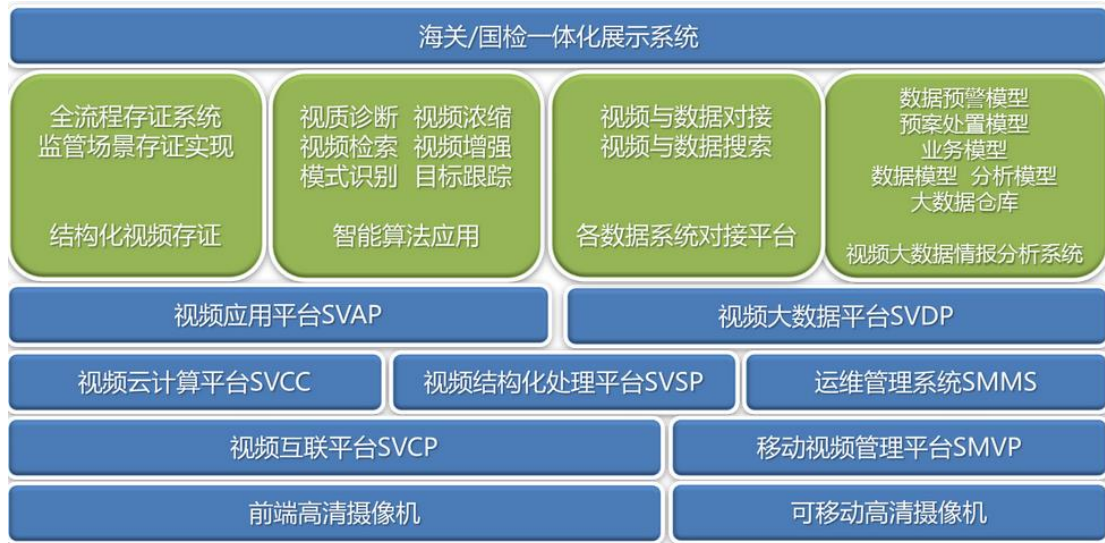 海关/国检一体化展示系统
全流程存证系统
监管场景存证实现
结构化视频存证
视质诊断 视频浓缩
视频检索 视频增强
模式识别 目标跟踪
智能算法应用
视频与数据对接
视频与数据搜索
各数据系统对接平台
数据预警模型
预案处置模型
业务模型
数据模型 分析模型
大数据仓库
视频大数据情报分析系统
视频应用平台SVAP
视频大数据平台SVDP
视频云计算平台SVCC
视频结构化处理平台SVSP
运维管理系统SMMS
视频互联平台SVCP
移动视频管理平台SMVP
前端高清摄像机
可移动高清摄像机